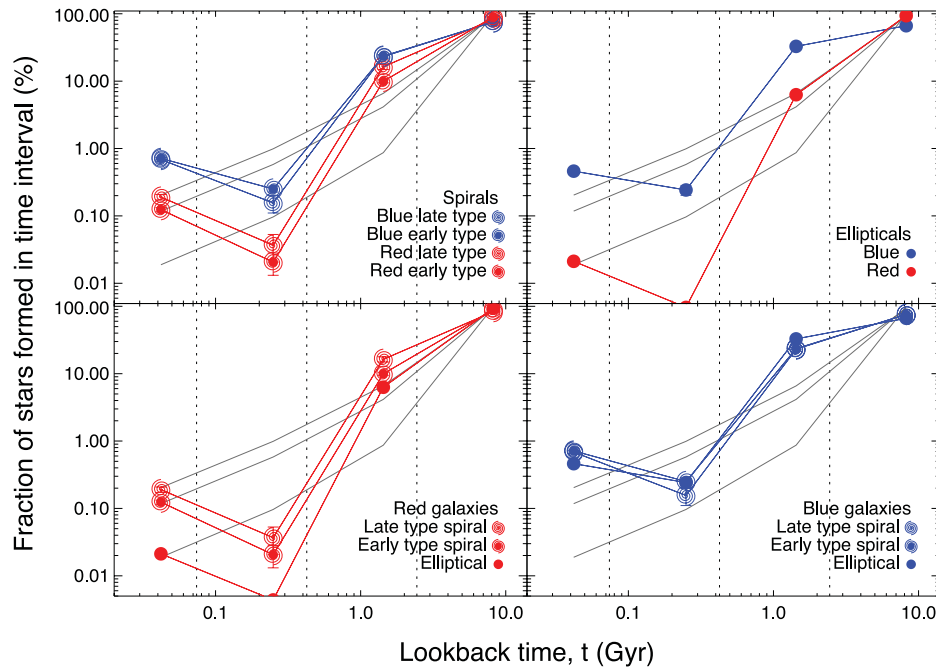 Fraction of stars formed in time interval (%)
100.00
10.00
1.00
0.10
0.01
Spirals
Blue late type
Blue early type
Red late type
Red early type
Ellipticals
Blue
Red
100.00
10.00
1.00
0.10
0.01
Red galaxies
Late type spiral
Early type spiral
Elliptical
Blue galaxies
Late type spiral
Early type spiral
Elliptical
0.1 1.0 10.0 0.1 1.0 10.0
Lookback time, t (Gyr)